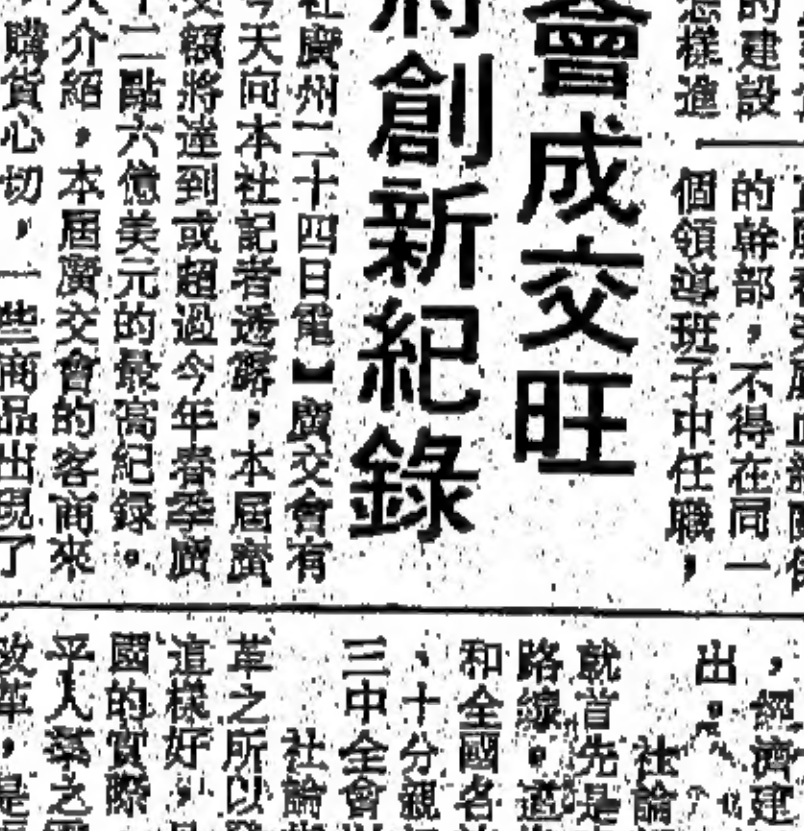 的建設
怎樣進
的幹部，不得在同一
個領導班子中任職，
會成交旺
創新紀錄
社廣州二十四日電】廣交會有
今天向本社記者透露，本屆廣
交額將達到或超過今年春季廣
十二點六億美元的最高紀錄。
介紹，本屆廣交會的客商來
購貨心切，一些商品出現了
，經濟建
出。
社論
就首先是
路線。
和全國各
、十分親
三中全會
社論
革之所以
這樣好，
國的實際
平人萃之
改革，是